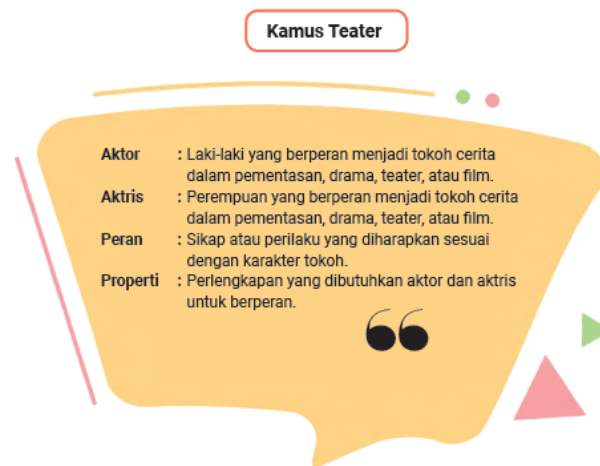 Kamus Teater
Aktor : Laki-laki yang berperan menjadi tokoh cerita
dalam pementasan, drama, teater, atau film.
Aktris : Perempuan yang berperan menjadi tokoh cerita
dalam pementasan, drama, teater, atau film.
Peran : Sikap atau perilaku yang diharapkan sesuai
dengan karakter tokoh.
Properti : Perlengkapan yang dibutuhkan aktor dan aktris
untuk berperan.